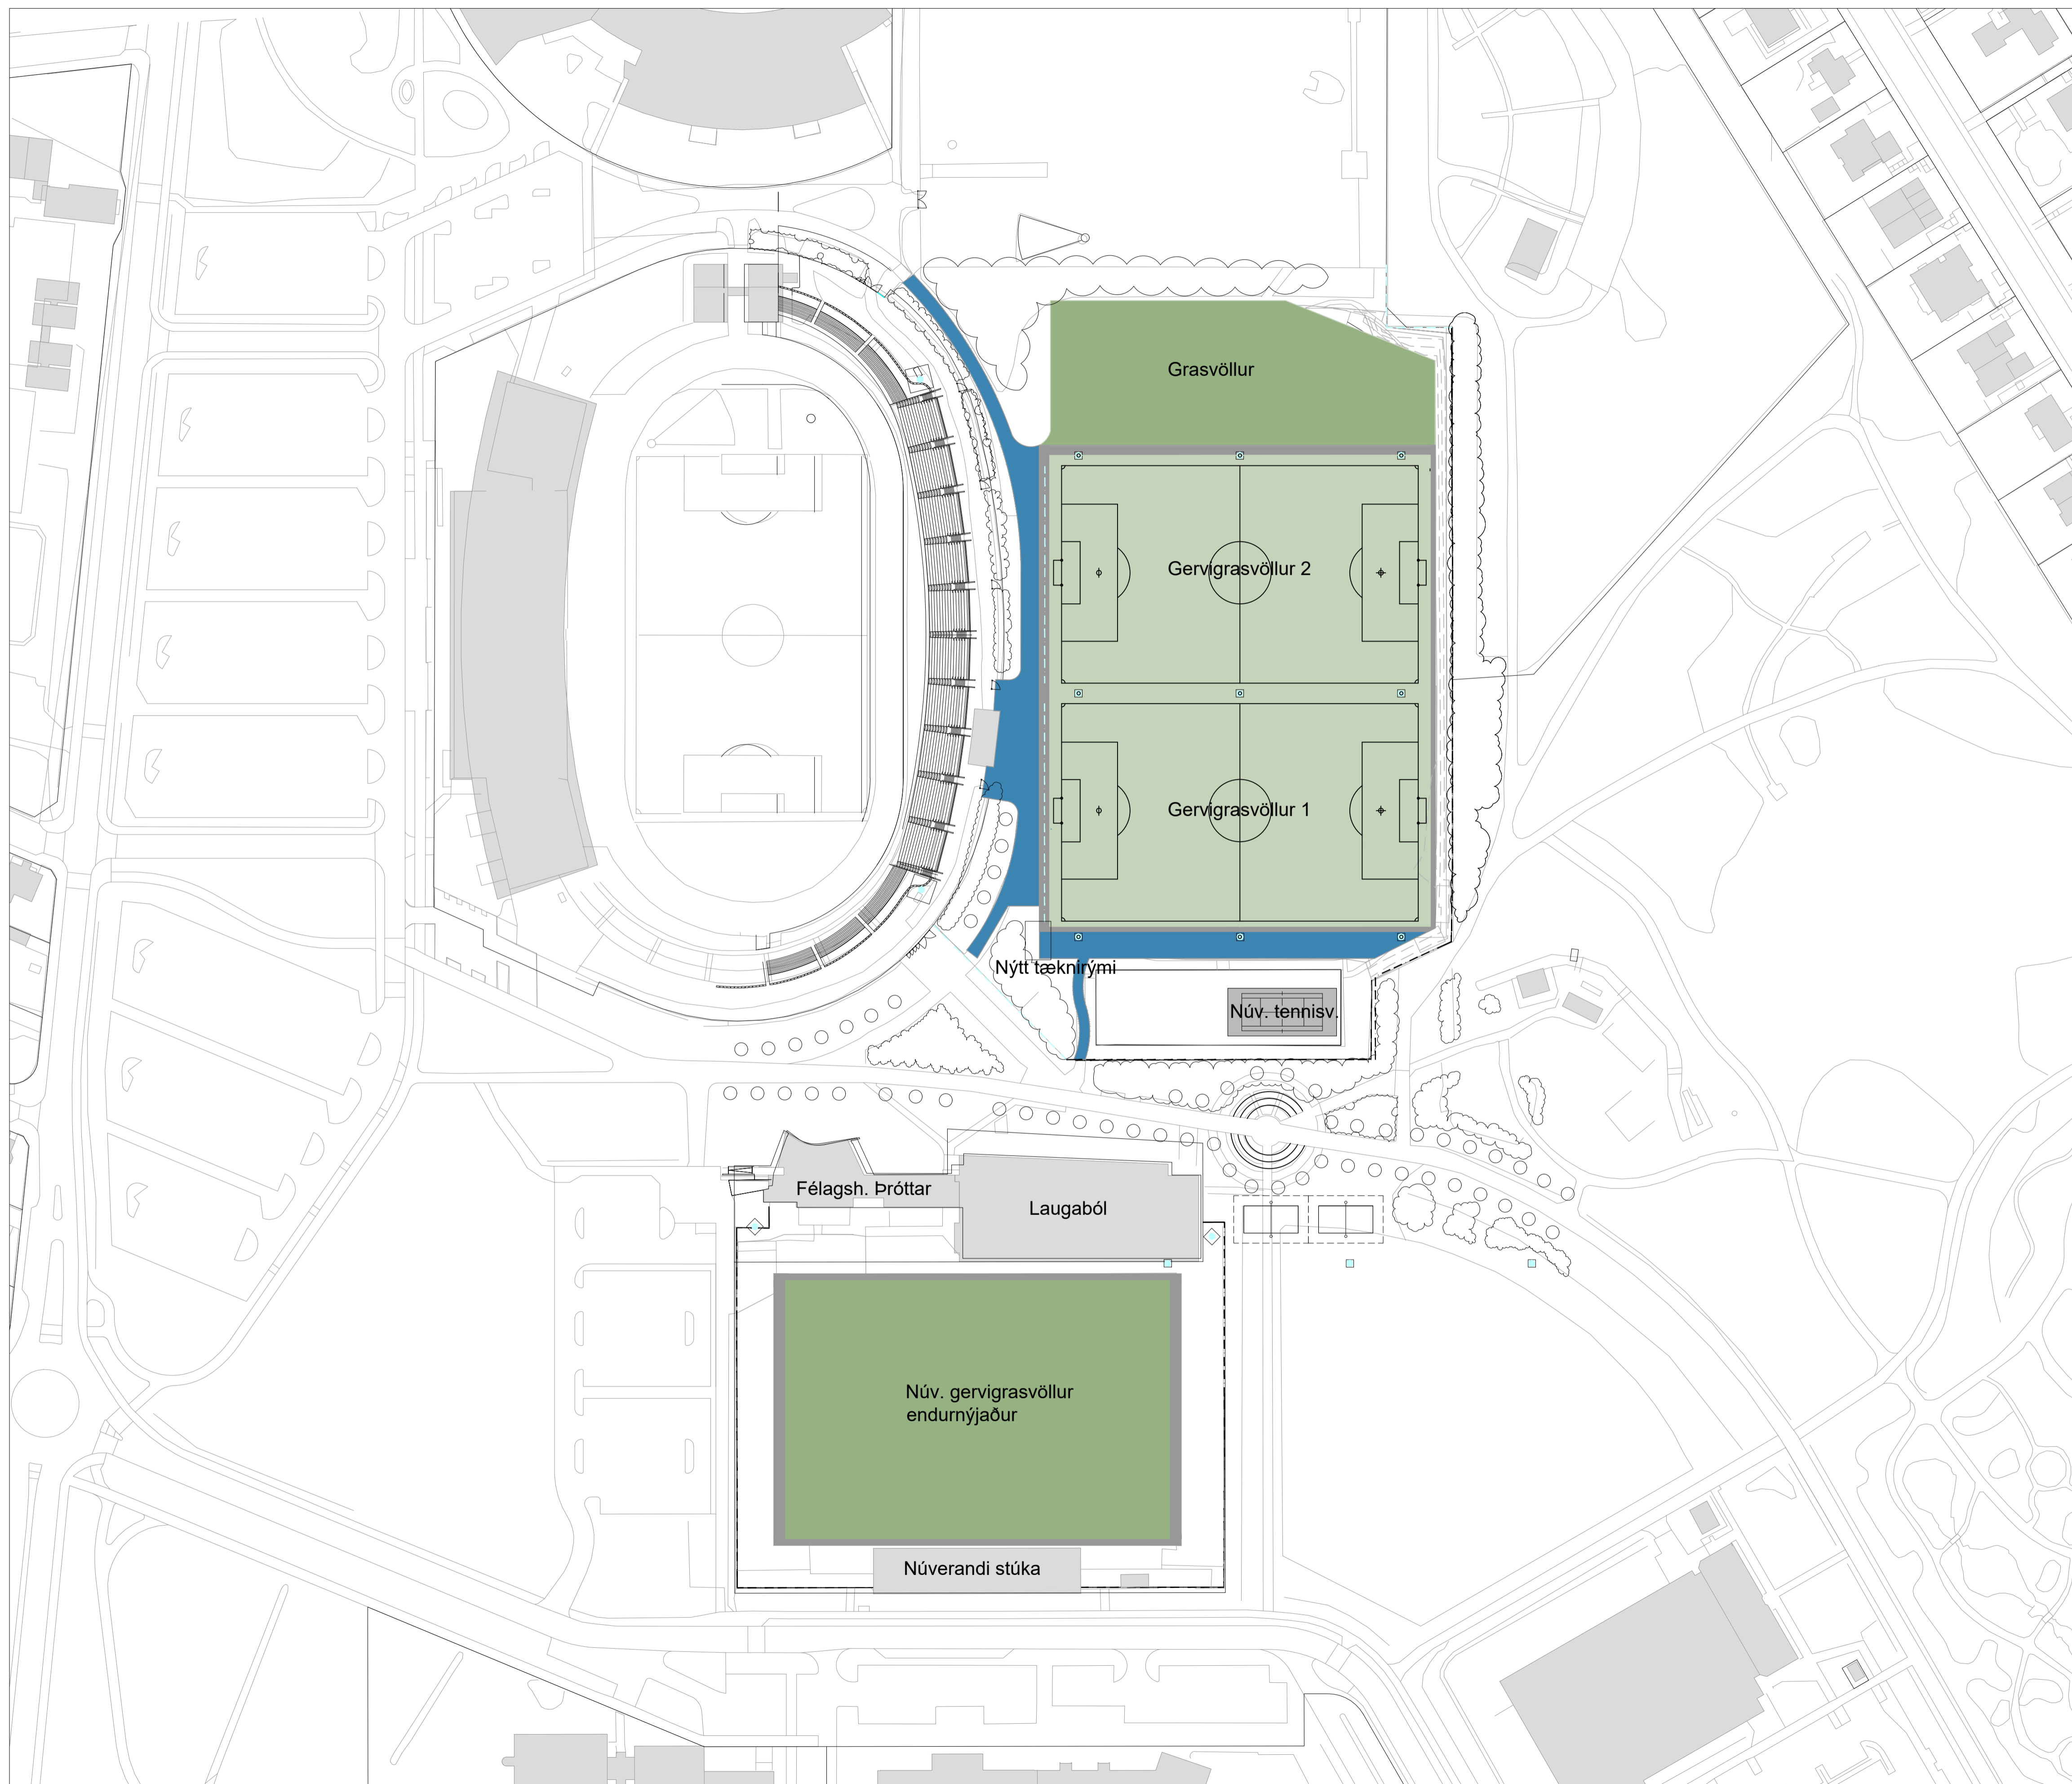 Grasvöllur
Gervigrasvöllur 2
Gervigrasvöllur 1
Nýtt tæknirými
Núv. tennisv.
Félagsh. Þróttar
Laugaból
Núv. gervigrasvöllur
endurnýjaður
Núverandi stúka